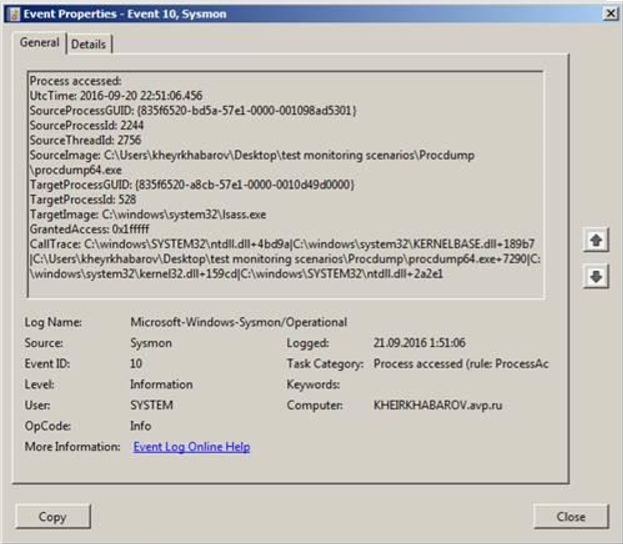 Event Properties - Event 10, Sysmon
General
Details
Process accessed:
UtcTime: 2016-09-20 22:51:06.456
SourceProcessGUID: {835f6520-bd5a-57e1-0000-001098ad5301}
SourceProcessId: 2244
SourceThreadId: 2756
SourceImage: C:\Users\kheyrkhabarov\Desktop\test monitoring scenarios\Procdump
\procdump64.exe
TargetProcessGUID: {835f6520-a8cb-57e1-0000-0010d49d0000}
TargetProcessId: 528
TargetImage: C:\windows\system32\lsass.exe
GrantedAccess: 0x1fffff
CallTrace: C:\windows\SYSTEM32\ntdll.dll+4bd9a|C:\windows\system32\KERNELBASE.dll+189b7
|C:\Users\kheyrkhabarov\Desktop\test monitoring scenarios\Procdump\procdump64.exe+7290|C:
\windows\system32\kernel32.dll+159cd|C:\windows\SYSTEM32\ntdll.dll+2a2e1
Log Name: Microsoft-Windows-Sysmon/Operational
Source: Sysmon Logged: 21.09.2016 1:51:06
Event ID: 10 Task Category: Process accessed (rule: ProcessAc
Level: Information Keywords:
User: SYSTEM Computer: KHEIRKHABAROV.avp.ru
OpCode: Info
More Information: Event Log Online Help
Copy Close